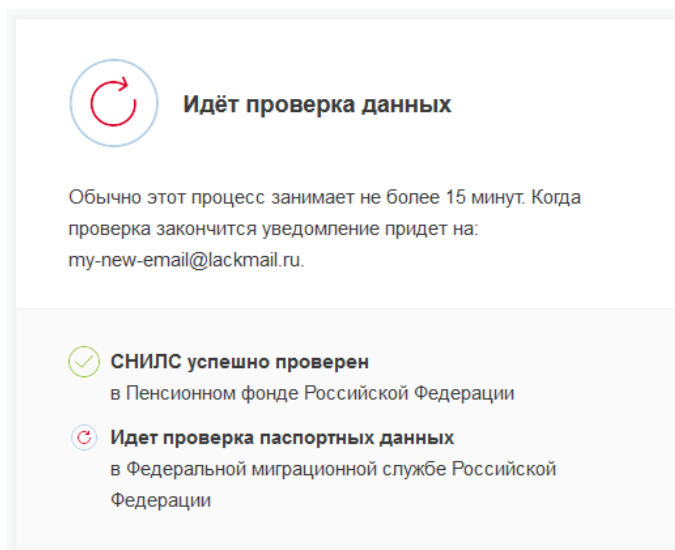 Идёт проверка данных
Обычно этот процесс занимает не более 15 минут. Когда
проверка закончится уведомление придет на:
my-new-email@lackmail.ru.
СНИЛС успешно проверен
в Пенсионном фонде Российской Федерации
Идет проверка паспортных данных
в Федеральной миграционной службе Российской
Федерации